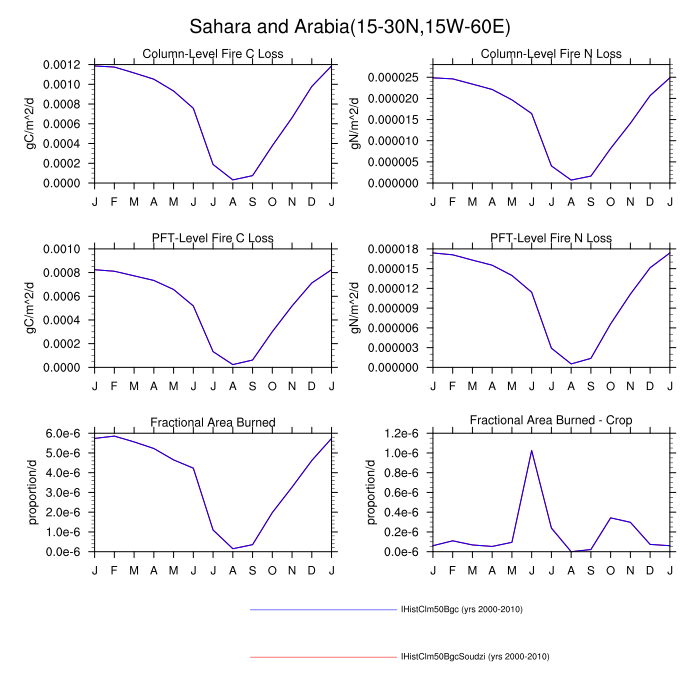 Sahara and Arabia(15-30N,15W-60E)
Column-Level Fire C Loss
gC/m^2/d
0.0012
0.0010
0.0008
0.0006
0.0004
0.0002
0.0000
J F M A M J J A S O N D J
Column-Level Fire N Loss
gN/m^2/d
0.000025
0.000020
0.000015
0.000010
0.000005
0.000000
J F M A M J J A S O N D J
PFT-Level Fire C Loss
gC/m^2/d
0.0010
0.0008
0.0006
0.0004
0.0002
0.0000
J F M A M J J A S O N D J
PFT-Level Fire N Loss
gN/m^2/d
0.000018
0.000015
0.000012
0.000009
0.000006
0.000003
0.000000
J F M A M J J A S O N D J
Fractional Area Burned
proportion/d
6.0e-6
5.0e-6
4.0e-6
3.0e-6
2.0e-6
1.0e-6
0.0e-6
J F M A M J J A S O N D J
Fractional Area Burned - Crop
proportion/d
1.2e-6
1.0e-6
0.8e-6
0.6e-6
0.4e-6
0.2e-6
0.0e-6
J F M A M J J A S O N D J
IHistClm50Bgc (yrs 2000-2010)
IHistClm50BgcSoudzi (yrs 2000-2010)